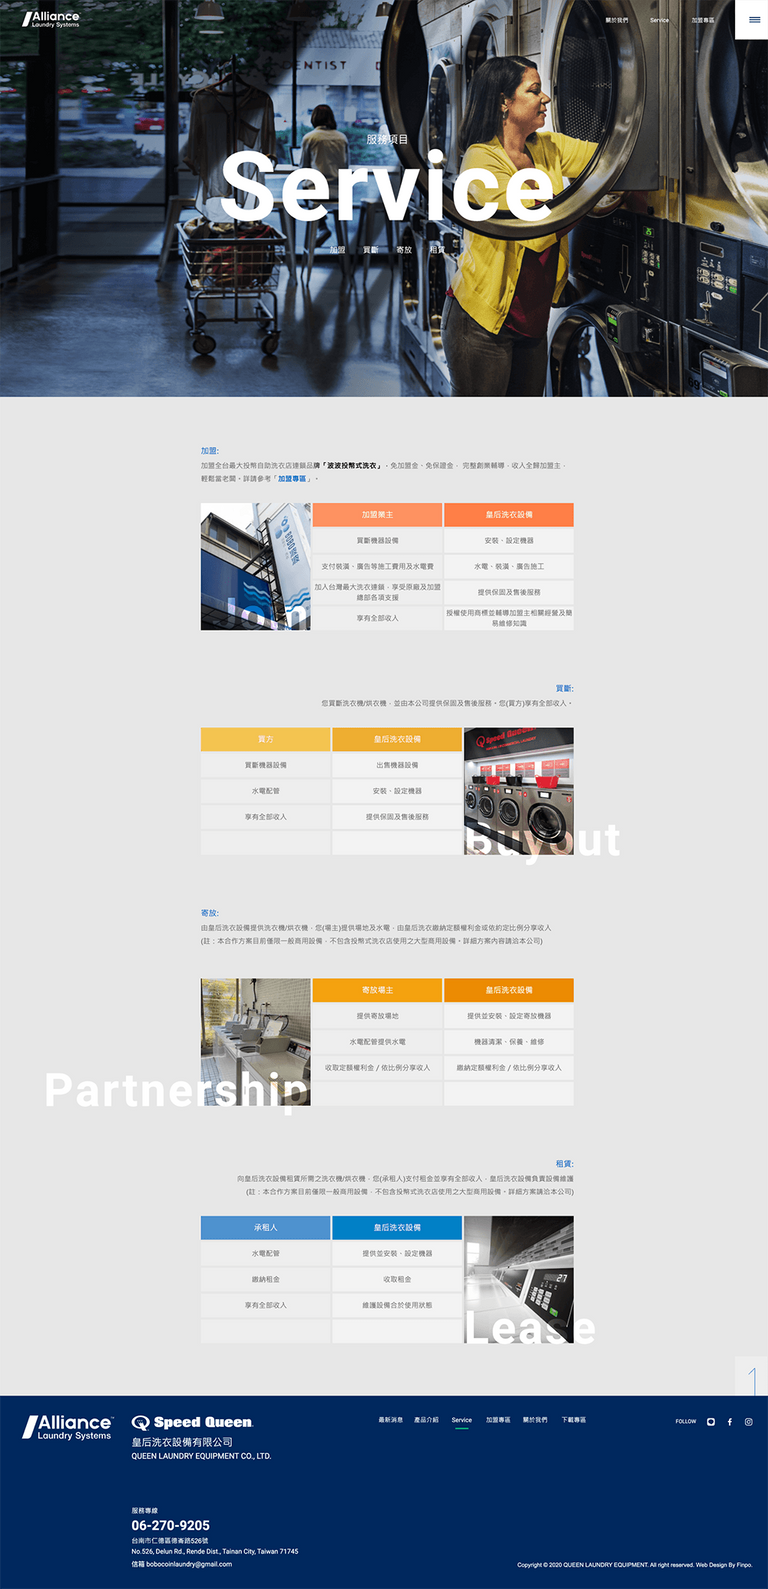 Alliance
Laundry Systems
關於我們
Service
加盟專區
DENTIST
服務項目
Service
加盟 買斷 寄放 租賃
加盟:
加盟全台最大投幣自助洗衣店連鎖品牌「波波投幣式洗衣」，免加盟金、免保證金， 完整創業輔導，收入全歸加盟主，
輕鬆當老闆。詳請參考「加盟專區」。
加盟業主 皇后洗衣設備
買斷機器設備 安裝、設定機器
支付裝潢、廣告等施工費用及水電費 水電、裝潢、廣告施工
加入台灣最大洗衣連鎖，享受原廠及加盟
總部各項支援
提供保固及售後服務
享有全部收入
授權使用商標並輔導加盟主相關經營及簡
易維修知識
Join
買斷:
您買斷洗衣機/烘衣機，並由本公司提供保固及售後服務。您(買方)享有全部收入。
買方 皇后洗衣設備
買斷機器設備 出售機器設備
水電配管 安裝、設定機器
享有全部收入 提供保固及售後服務
Speed Queen
Buyout
寄放:
由皇后洗衣設備提供洗衣機/烘衣機，您(場主)提供場地及水電，由皇后洗衣繳納定額權利金或依約定比例分享收入
(註：本合作方案目前僅限一般商用設備，不包含投幣式洗衣店使用之大型商用設備。詳細方案內容請洽本公司)
寄放場主 皇后洗衣設備
提供寄放場地 提供並安裝、設定寄放機器
水電配管提供水電 機器清潔、保養、維修
收取定額權利金 / 依比例分享收入 繳納定額權利金 / 依比例分享收入
Partnership
租賃:
向皇后洗衣設備租賃所需之洗衣機/烘衣機，您(承租人)支付租金並享有全部收入，皇后洗衣設備負責設備維護
(註：本合作方案目前僅限一般商用設備，不包含投幣式洗衣店使用之大型商用設備。詳細方案請洽本公司)
承租人 皇后洗衣設備
水電配管 提供並安裝、設定機器
繳納租金 收取租金
享有全部收入 維護設備合於使用狀態
27
Lease
Alliance
Laundry Systems
Speed Queen
皇后洗衣設備有限公司
QUEEN LAUNDRY EQUIPMENT CO., LTD.
最新消息 產品介紹 Service 加盟專區 關於我們 下載專區
FOLLOW
服務專線
06-270-9205
台南市仁德區德崙路526號
No.526, Delun Rd., Rende Dist., Tainan City, Taiwan 71745
信箱 bobocoinlaundry@gmail.com
Copyright © 2020 QUEEN LAUNDRY EQUIPMENT. All right reserved. Web Design By Finpo.